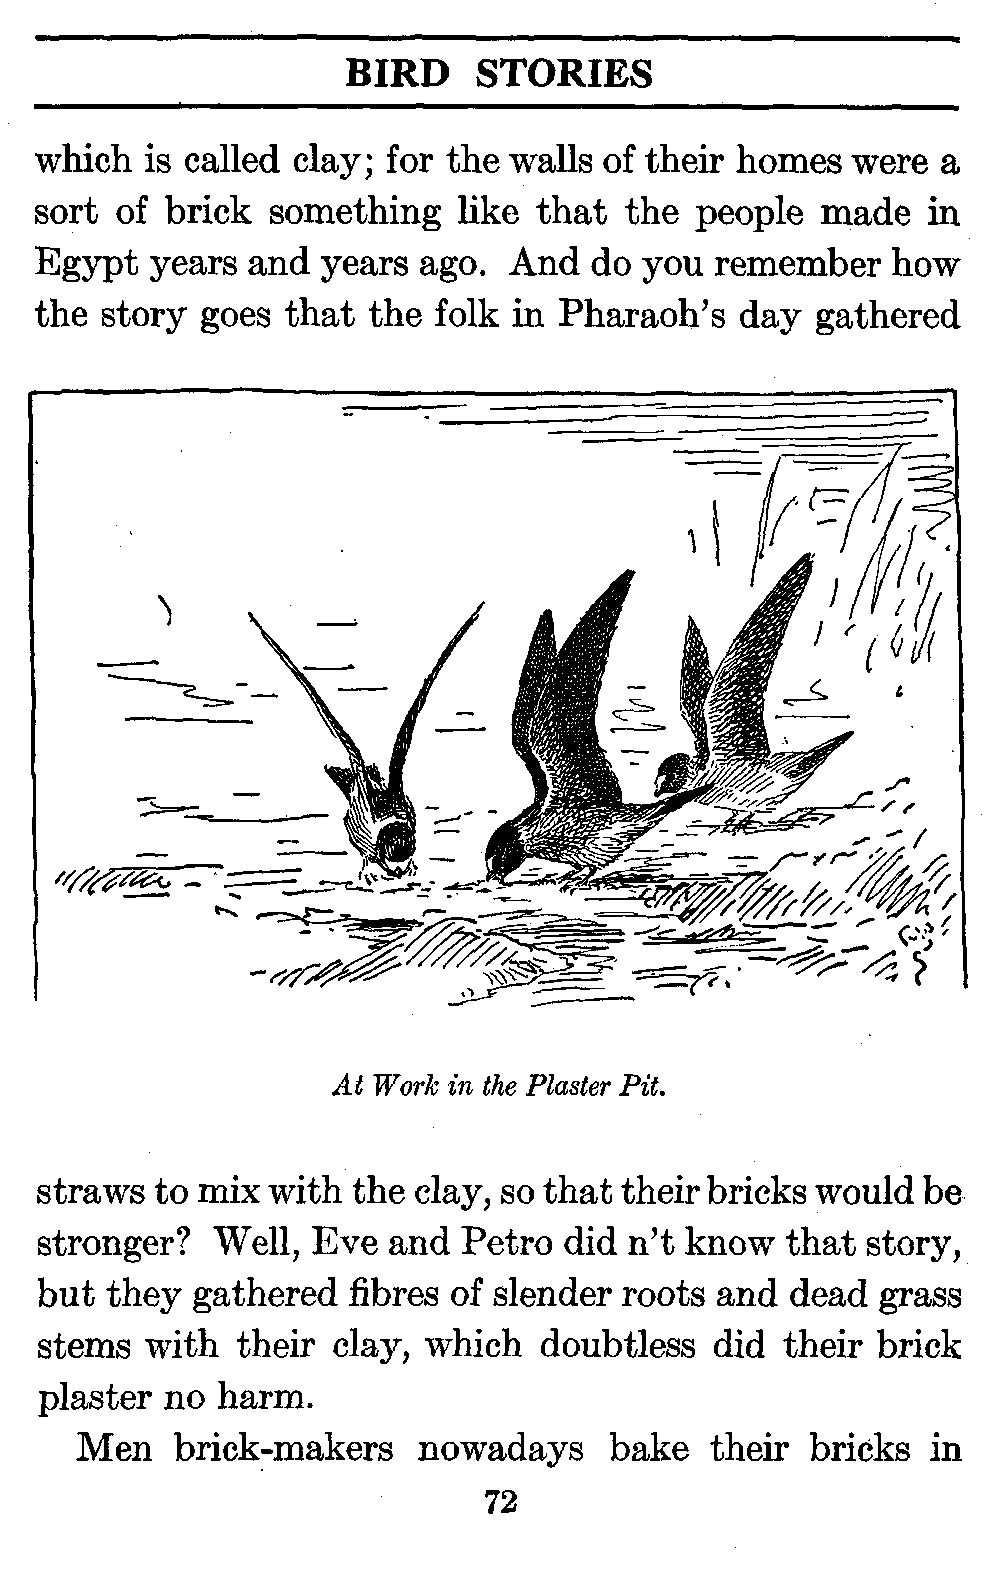 BIRD STORIES
which is called clay; for the walls of their homes were a
sort of brick something like that the people made in
Egypt years and years ago. And do you remember how
the story goes that the folk in Pharaoh's day gathered
At Work in the Plaster Pit.
straws to mix with the clay, so that their bricks would be
stronger? Well, Eve and Petro did n't know that story,
but they gathered fibres of slender roots and dead grass
stems with their clay, which doubtless did their brick
plaster no harm.
Men brick-makers nowadays bake their bricks in
72